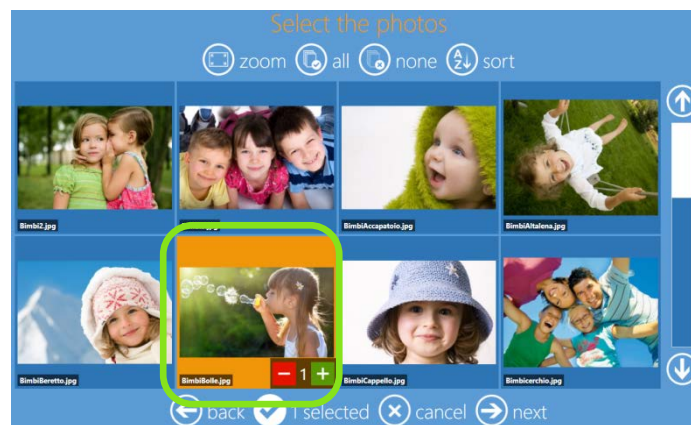 Select the photos
zoom all none A Z sort
Bimbi2.jpg
BimbiAccapatoio.jpg BimbiAltalena.jpg
BimbiBeretto.jpg BimbiBolle.jpg - 1 + BimbiCappello.jpg Bimbicerchio.jpg
back 1 selected cancel next